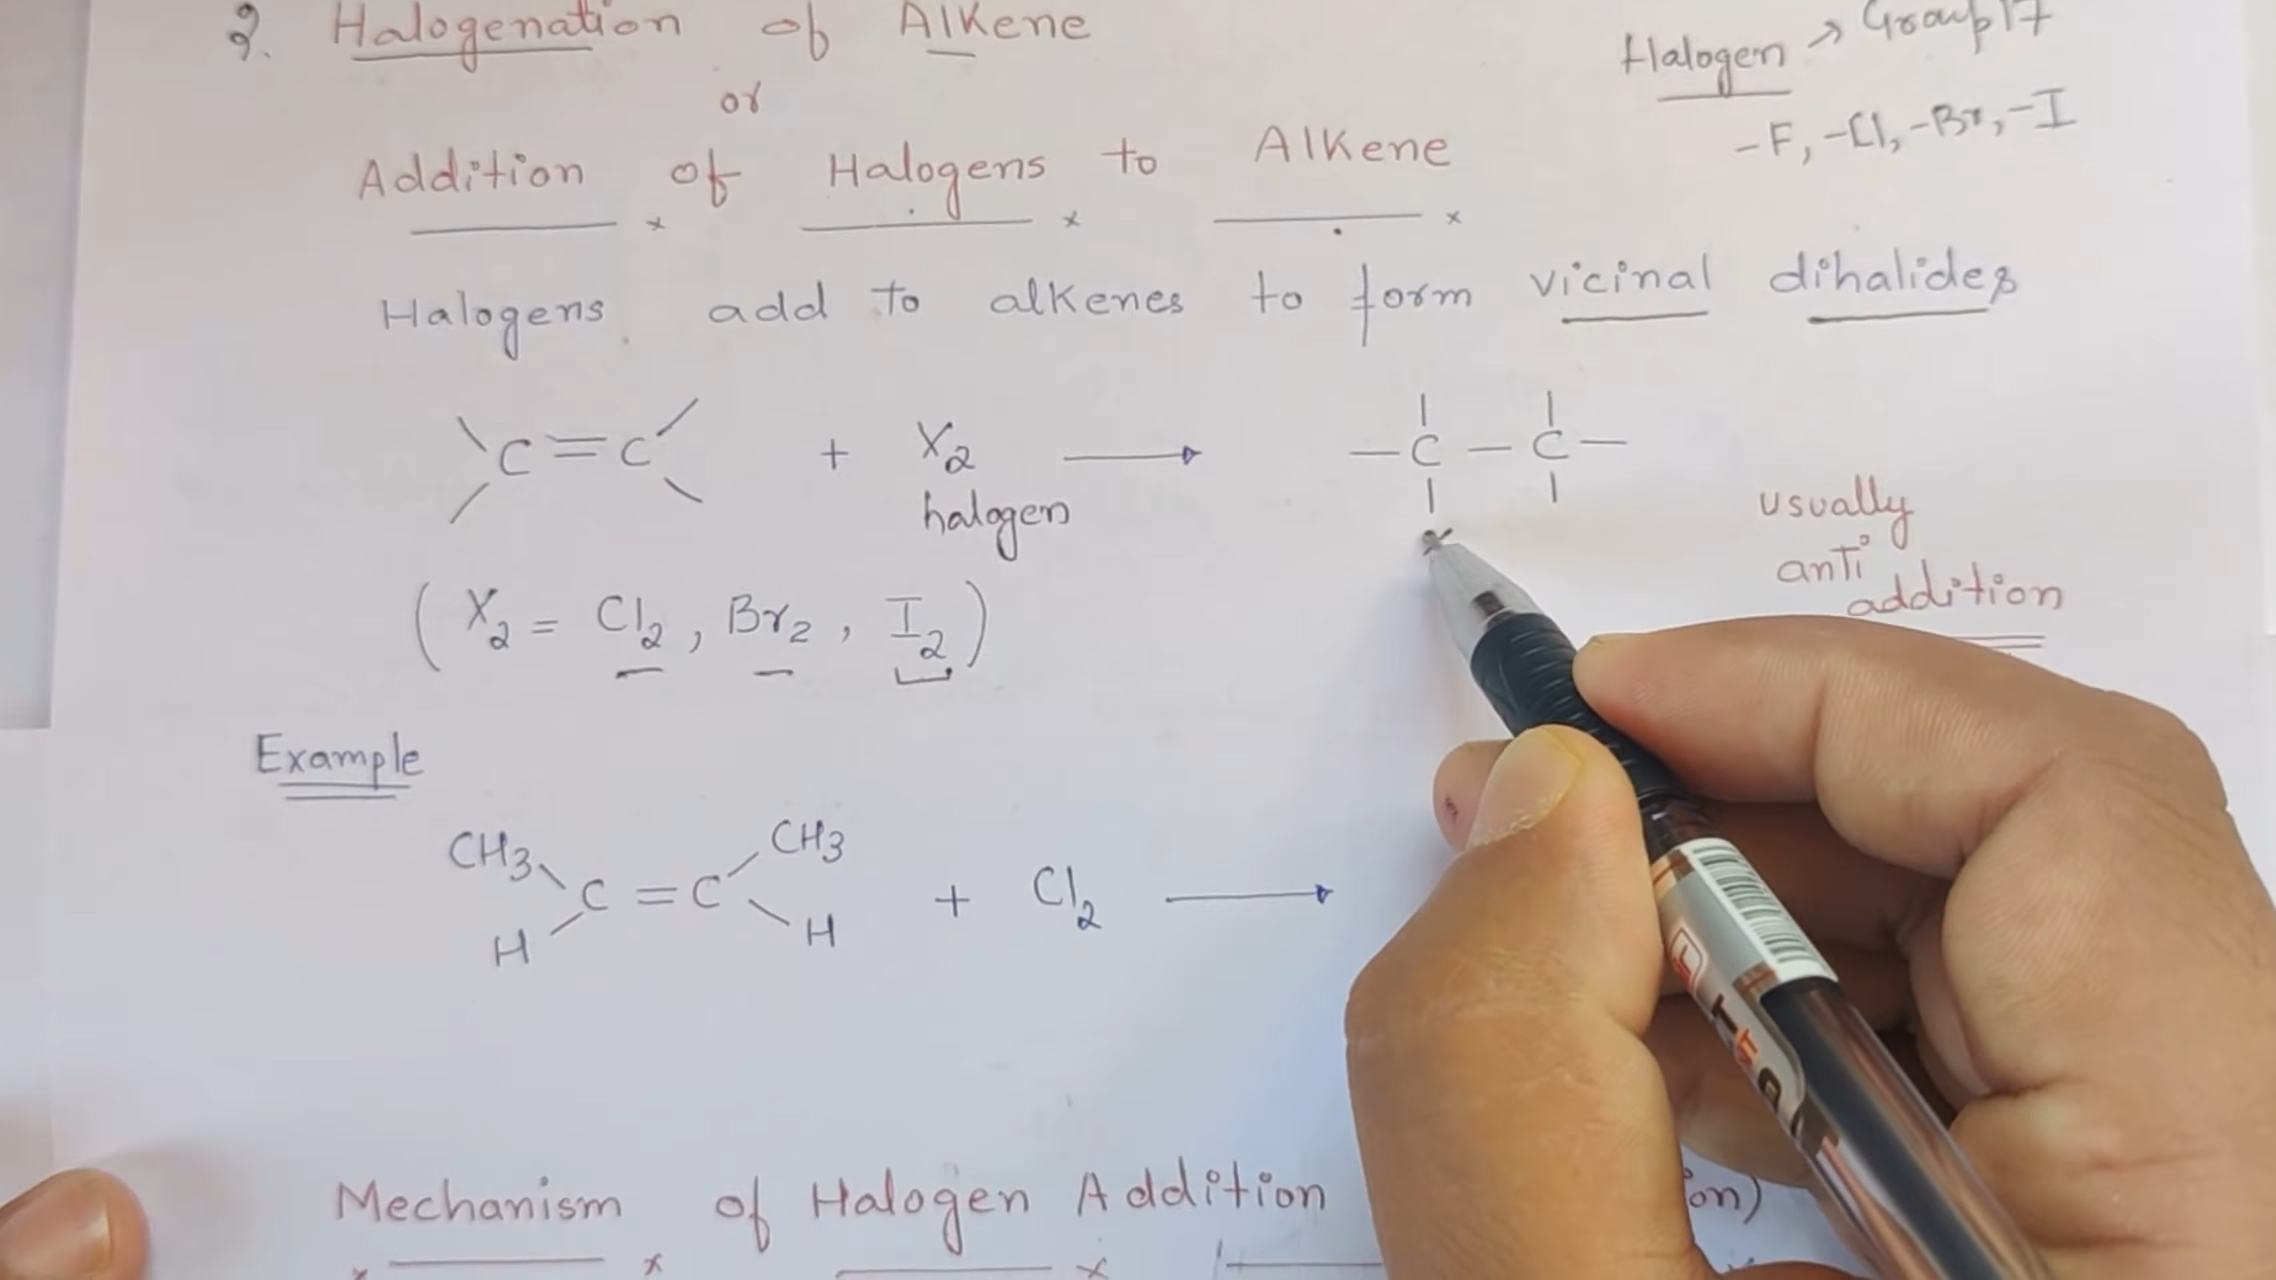 2. Halogenation of Alkene
or
Addition of Halogens to Alkene
Halogen → Group 17
-F, -Cl, -Br, -I
Halogens add to alkenes to form vicinal dihalides
C = C + X2 → — C — C —
halogen
usually
anti
addition
( X2 = Cl2 , Br2 , I2 )
Example
CH3 CH3
C = C + Cl2 →
H H
Mechanism of Halogen Addition on)